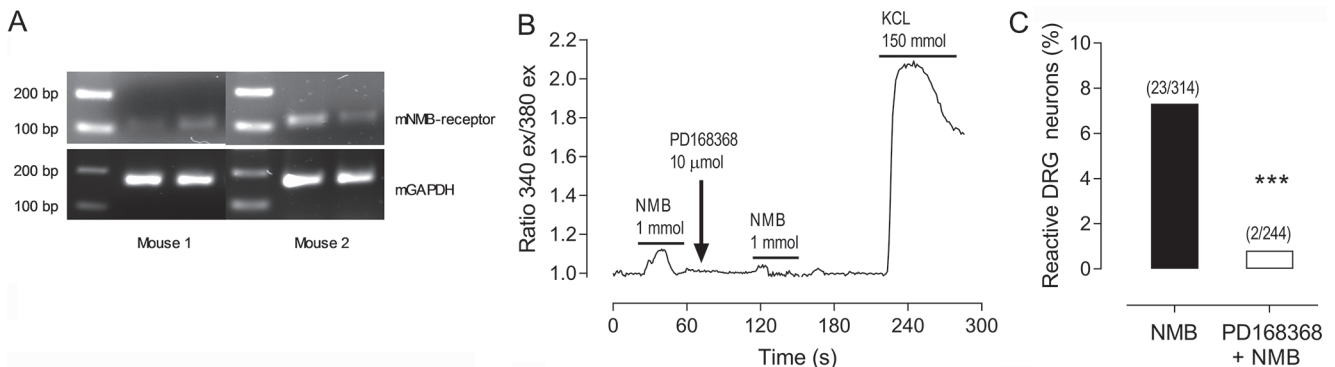 A
200 bp
100 bp
mNMB-receptor
200 bp
100 bp
mGAPDH
Mouse 1
Mouse 2
B
Ratio 340 ex/380 ex
2.2
2.0
1.8
1.6
1.4
1.2
1.0
NMB
1 mmol
PD168368
10 μmol
NMB
1 mmol
KCL
150 mmol
0
60
120
180
240
300
Time (s)
C
Reactive DRG neurons (%)
10
8
6
4
2
0
(23/314)
***
(2/244)
NMB
PD168368
+ NMB